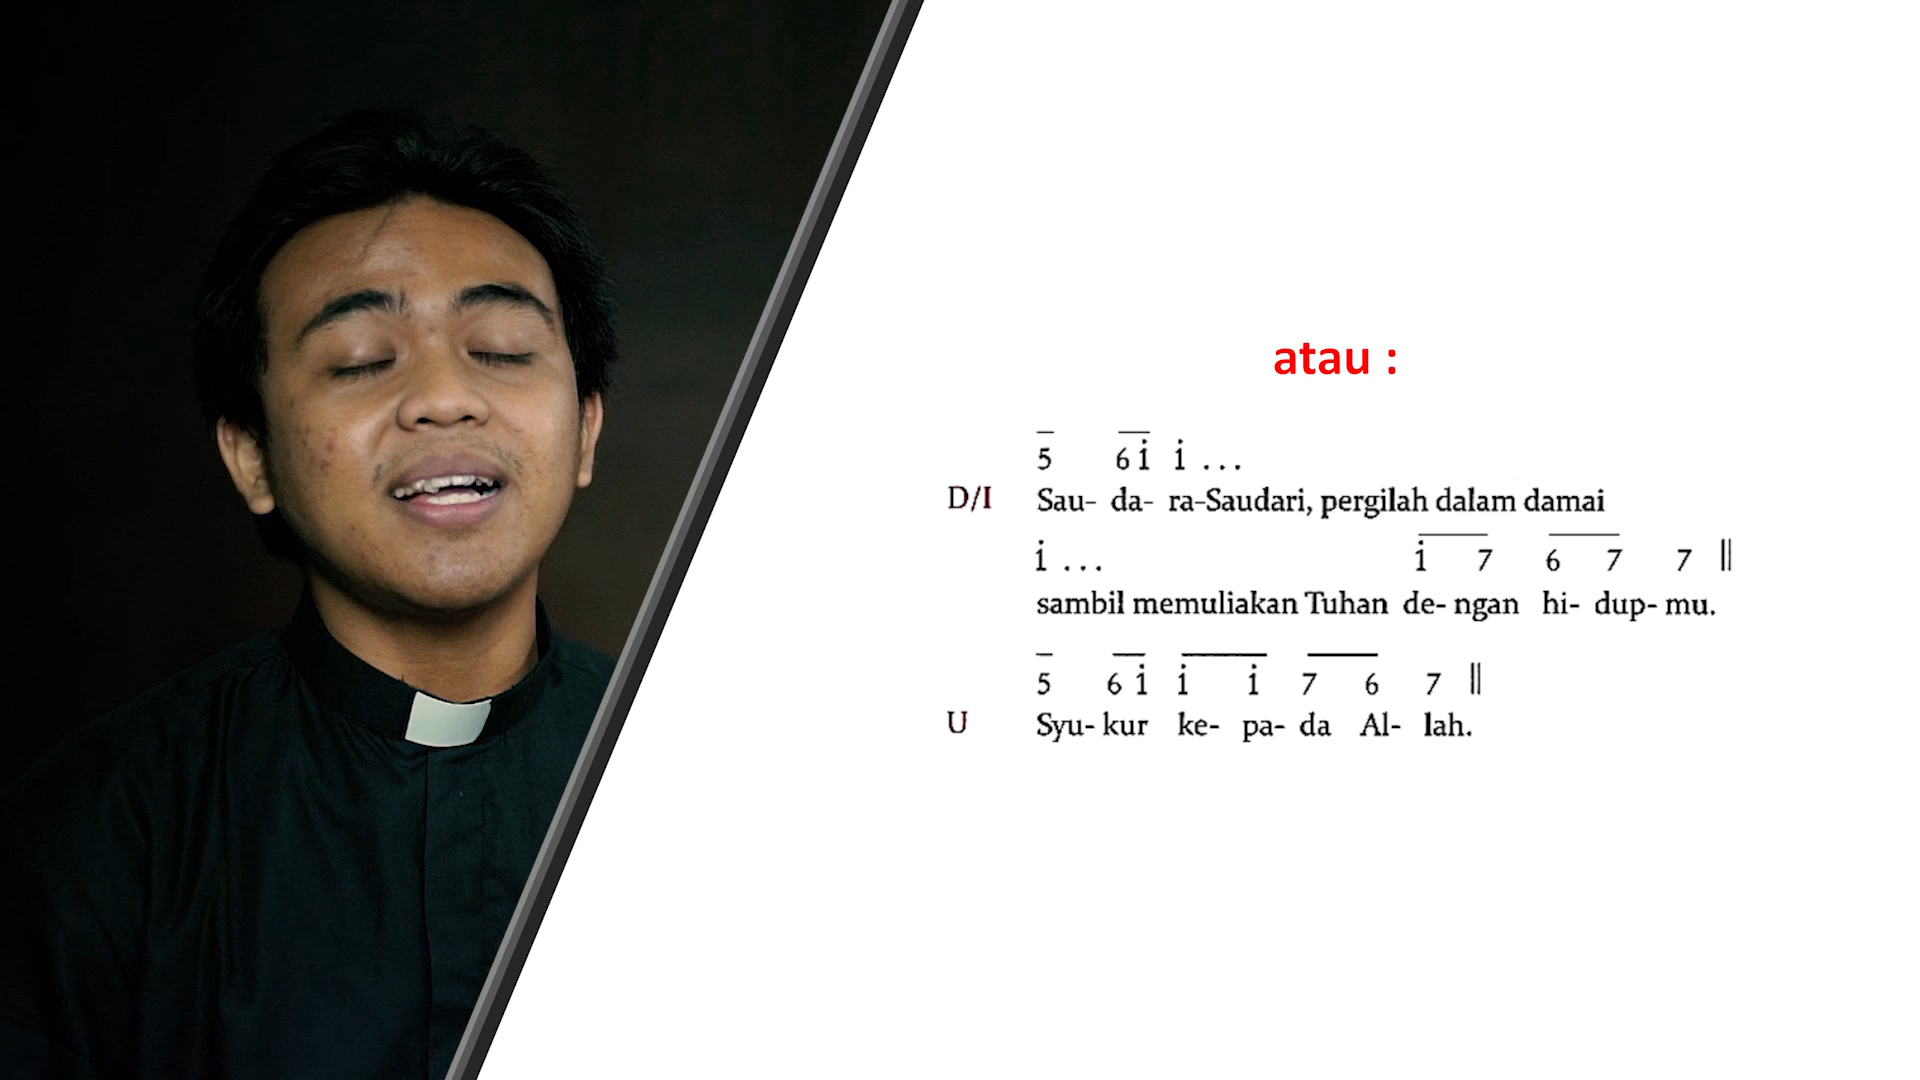 atau :
5 6 i̇ i̇ . . .
D/I Sau- da- ra-Saudari, pergilah dalam damai
i̇ . . . i̇ 7 6 7 7 ||
sambil memuliakan Tuhan de- ngan hi- dup- mu.
5 6 i̇ i̇ i̇ 7 6 7 ||
U Syu- kur ke- pa- da Al- lah.